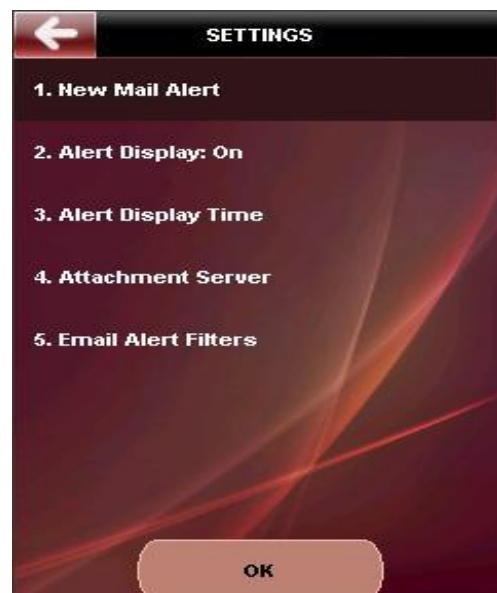 SETTINGS
1. New Mail Alert
2. Alert Display: On
3. Alert Display Time
4. Attachment Server
5. Email Alert Filters
OK